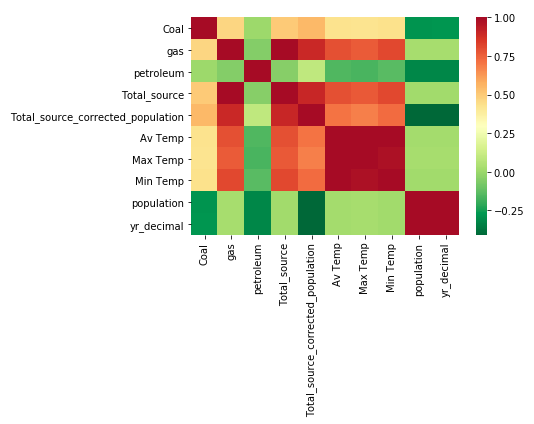 Coal
gas
petroleum
Total_source
Total_source_corrected_population
Av Temp
Max Temp
Min Temp
population
yr_decimal
Coal
gas
petroleum
Total_source
Total_source_corrected_population
Av Temp
Max Temp
Min Temp
population
yr_decimal
1.00
0.75
0.50
0.25
0.00
−0.25